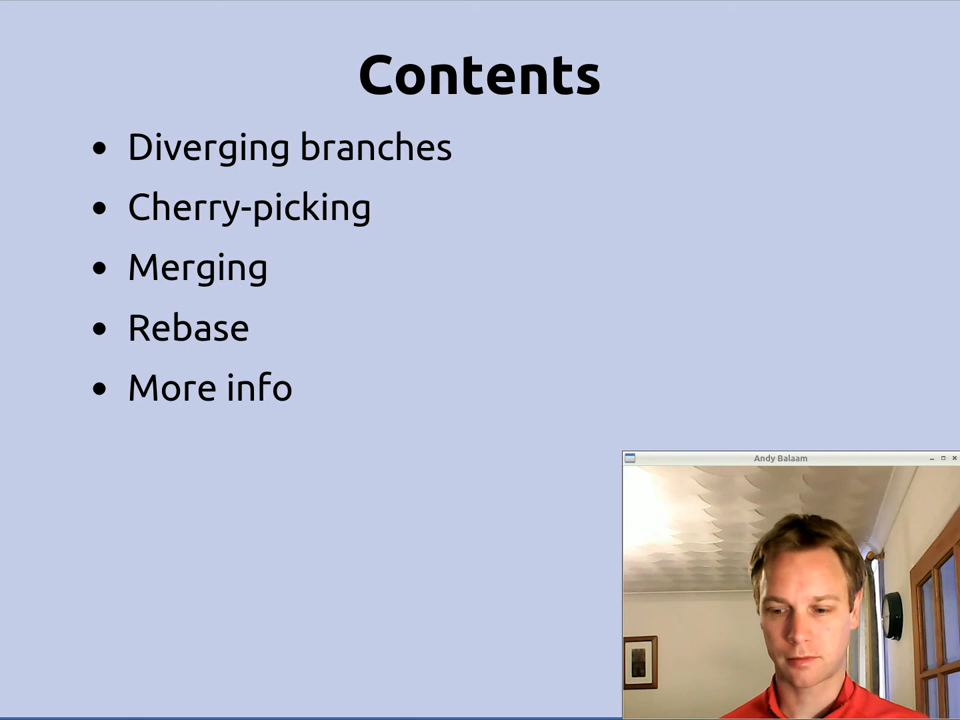 Contents
Diverging branches
Cherry-picking
Merging
Rebase
More info
Andy Balaam